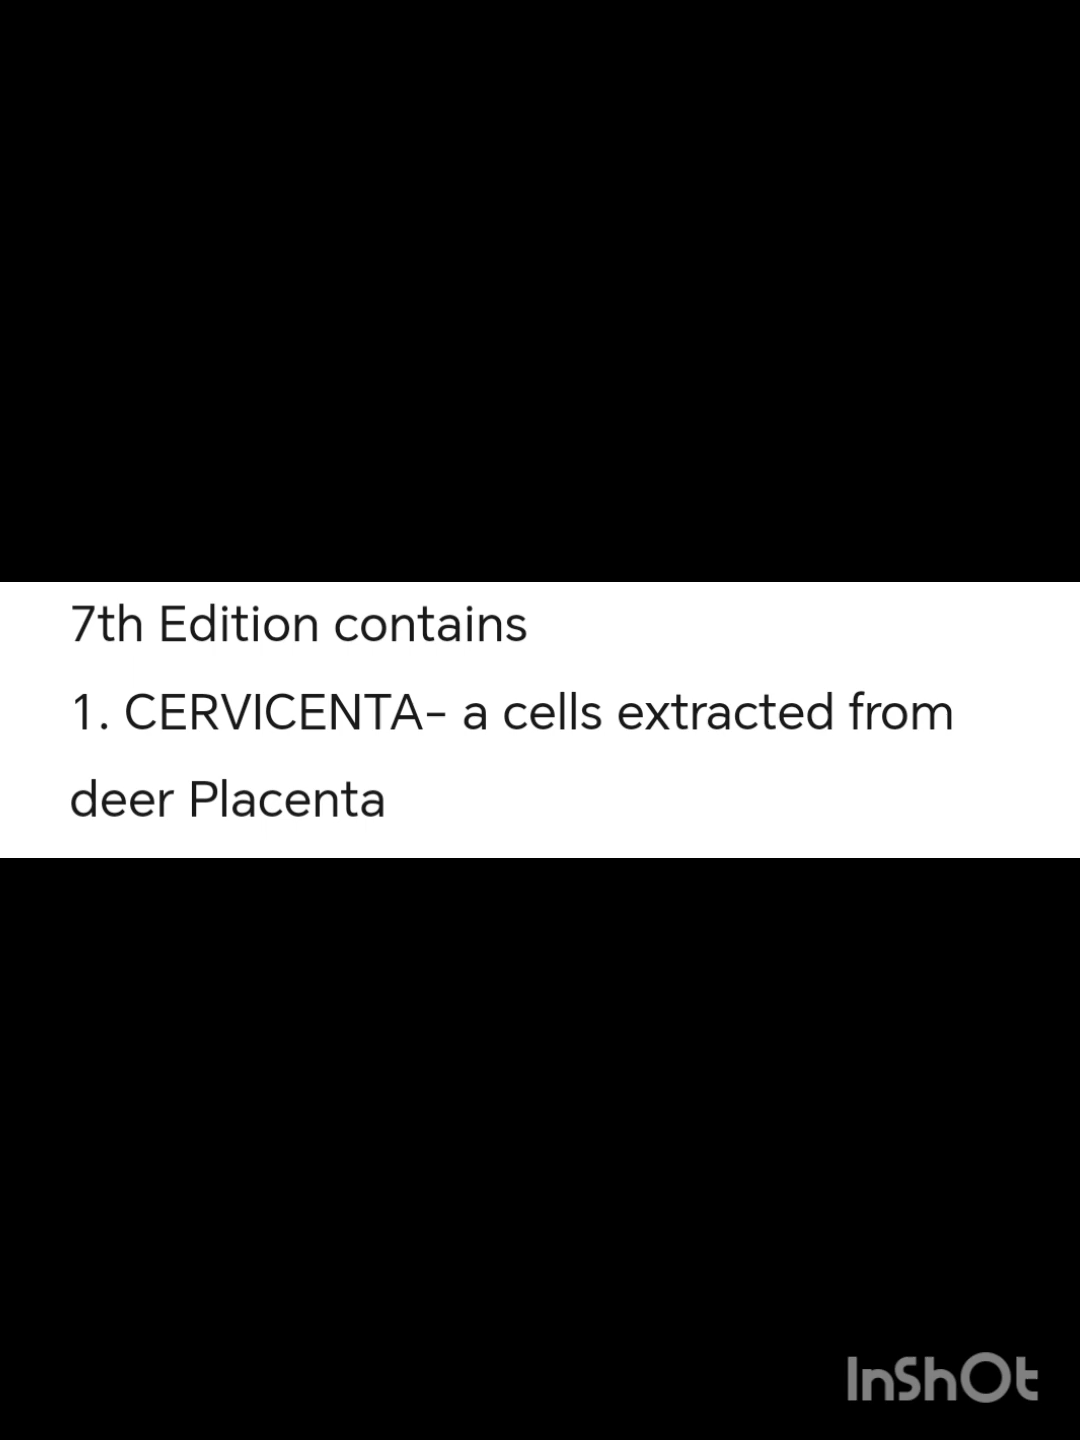 7th Edition contains
1. CERVICENTA- a cells extracted from
deer Placenta
InShOt